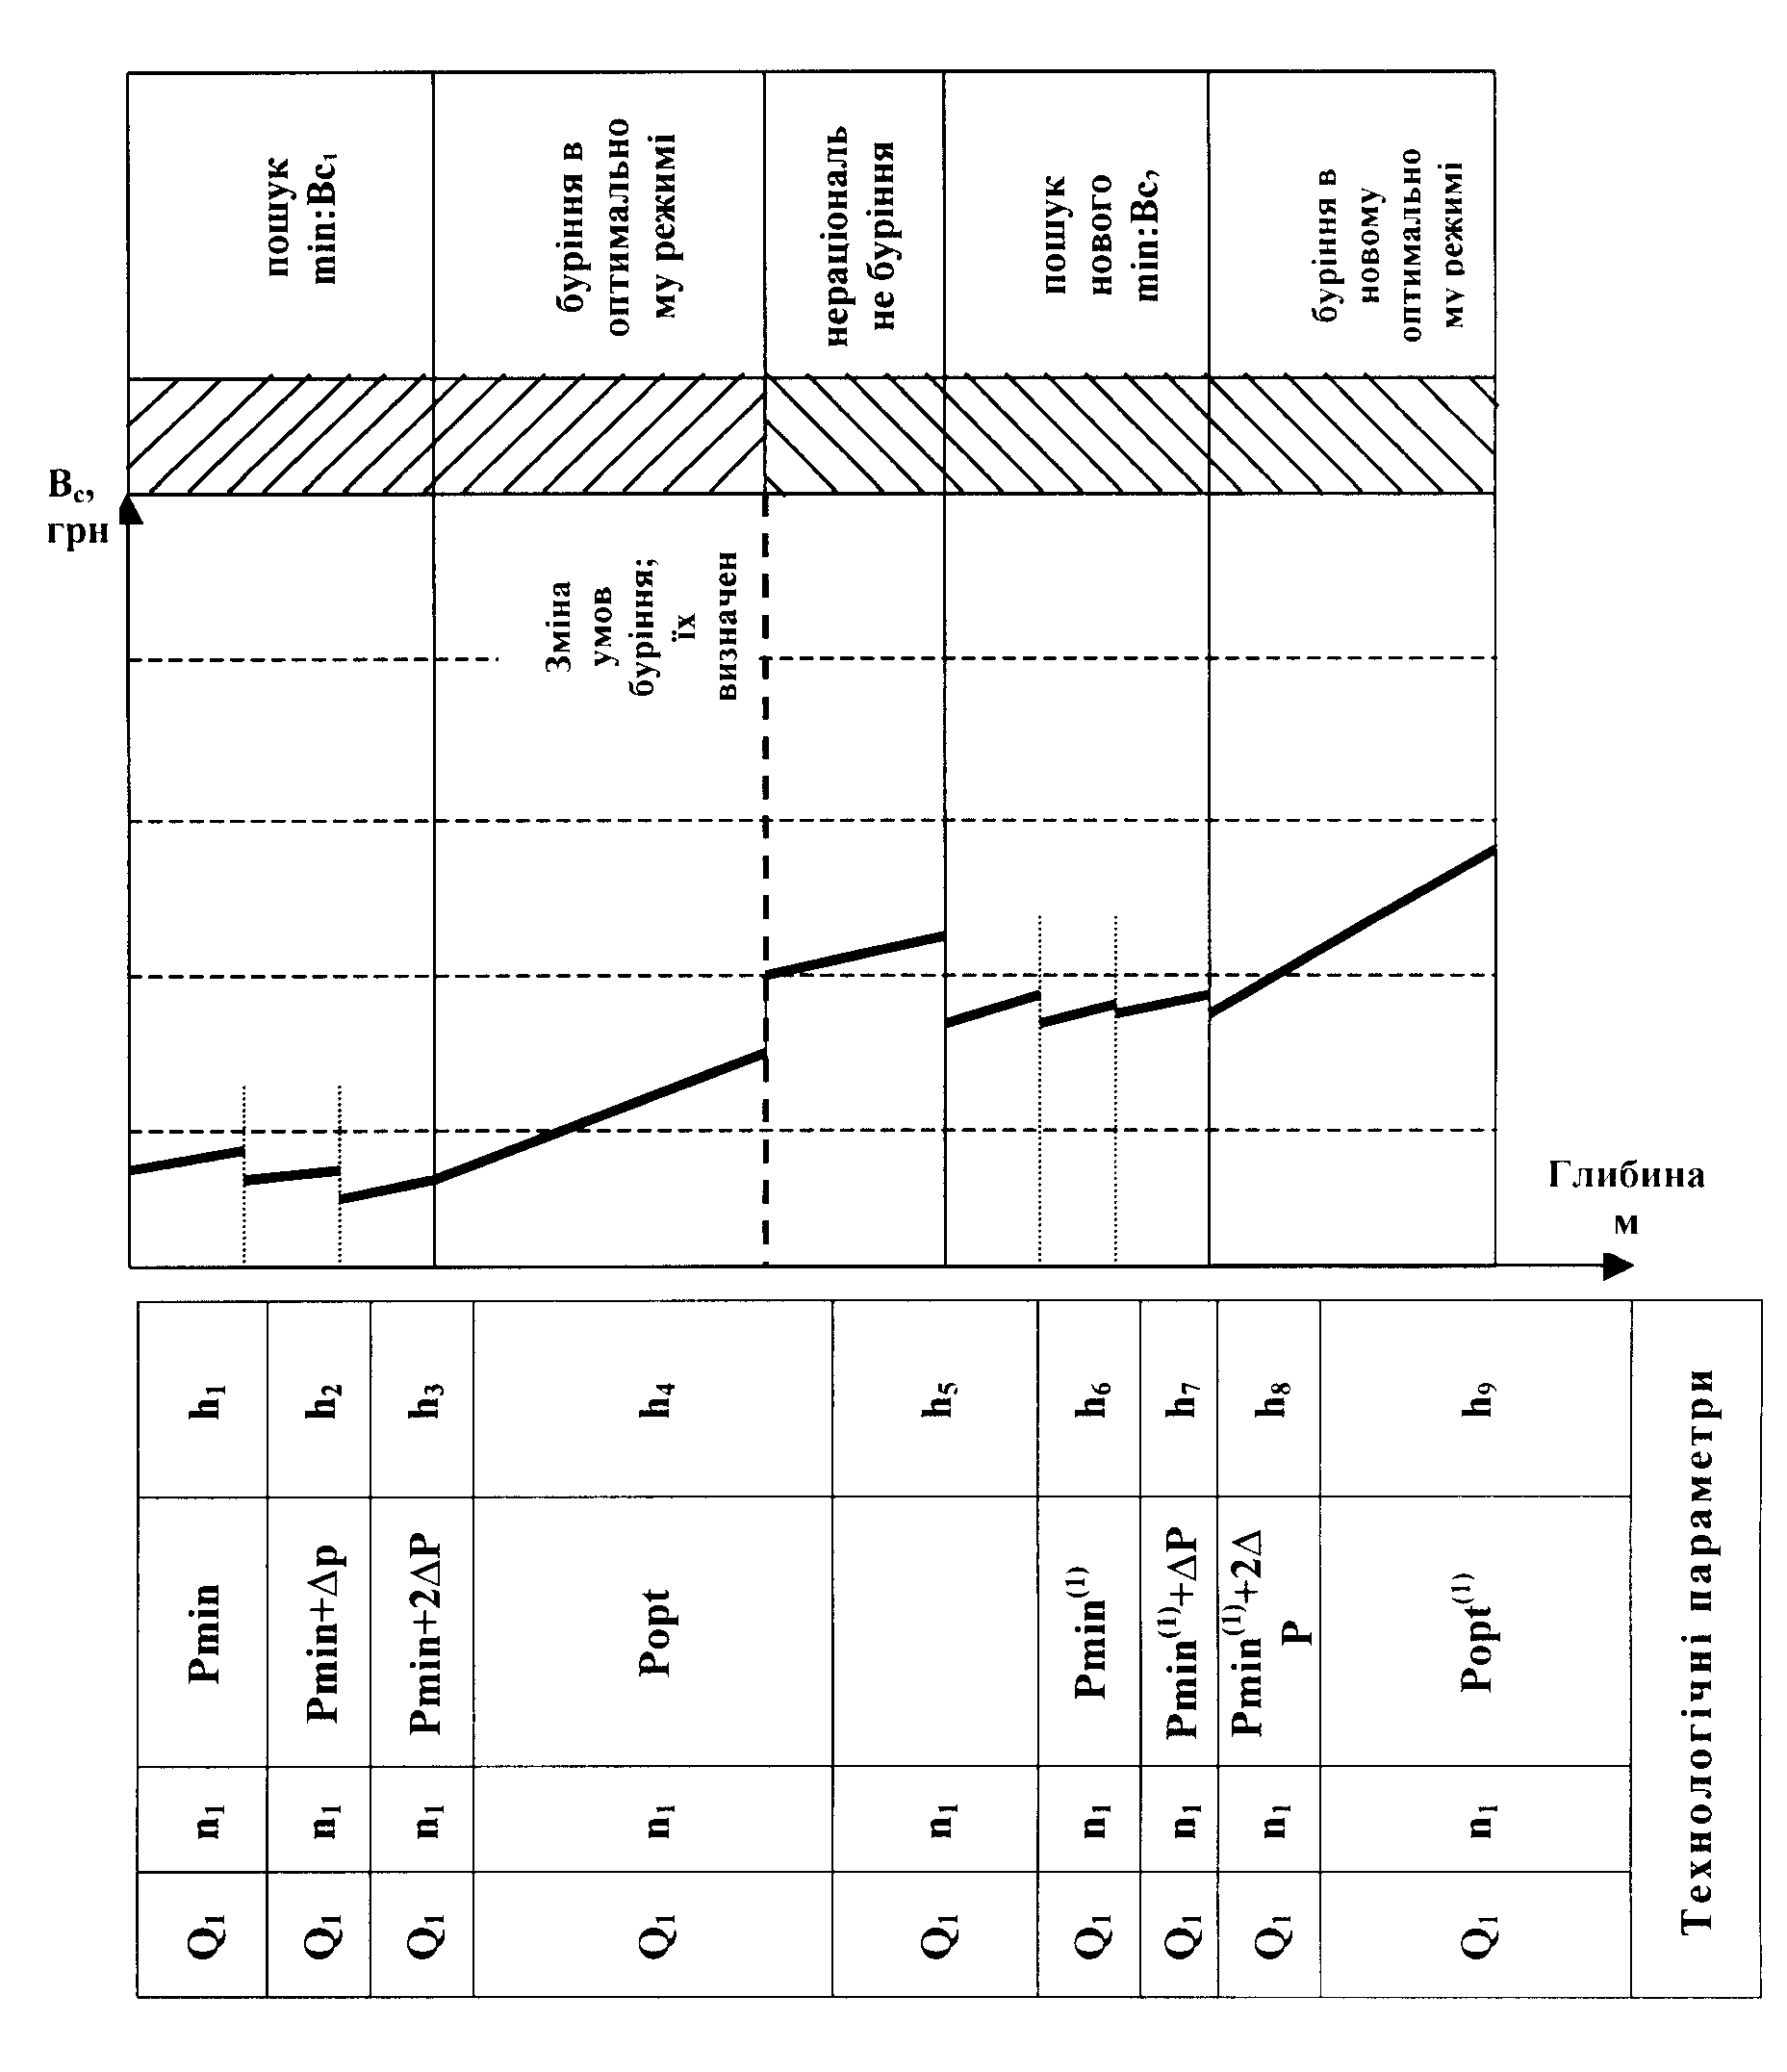 пошук
min:Вс₁
буріння в
оптимально
му режимі
нераціональ
не буріння
пошук
нового
min:Вс₂
буріння в
новому
оптимально
му режимі
Вс,
грн
Зміна
умов
буріння;
їх
визначен
Глибина
м
h₁
h₂
h₃
h₄
h₅
h₆
h₇
h₈
h₉
Pmin
Pmin+Δp
Pmin+2ΔP
Popt
Pmin⁽¹⁾
Pmin⁽¹⁾+ΔP
Pmin⁽¹⁾+2Δ
P
Popt⁽¹⁾
n₁
n₁
n₁
n₁
n₁
n₁
n₁
n₁
n₁
Q₁
Q₁
Q₁
Q₁
Q₁
Q₁
Q₁
Q₁
Q₁
Технологічні параметри